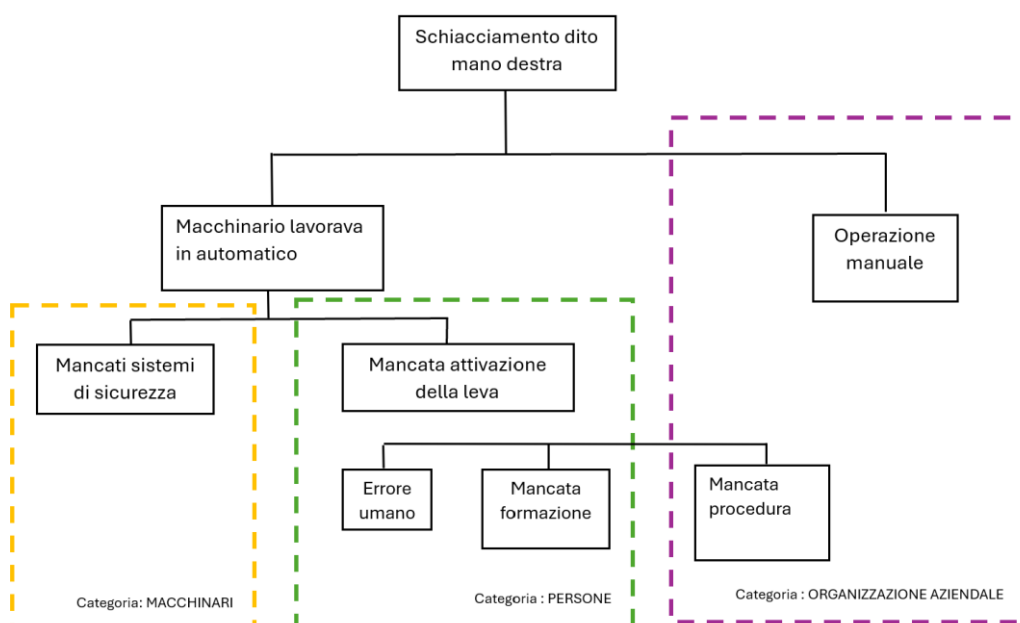 Schiacciamento dito
mano destra
Macchinario lavorava
in automatico
Operazione
manuale
Mancati sistemi
di sicurezza
Mancata attivazione
della leva
Errore
umano
Mancata
formazione
Mancata
procedura
Categoria: MACCHINARI
Categoria : PERSONE
Categoria : ORGANIZZAZIONE AZIENDALE